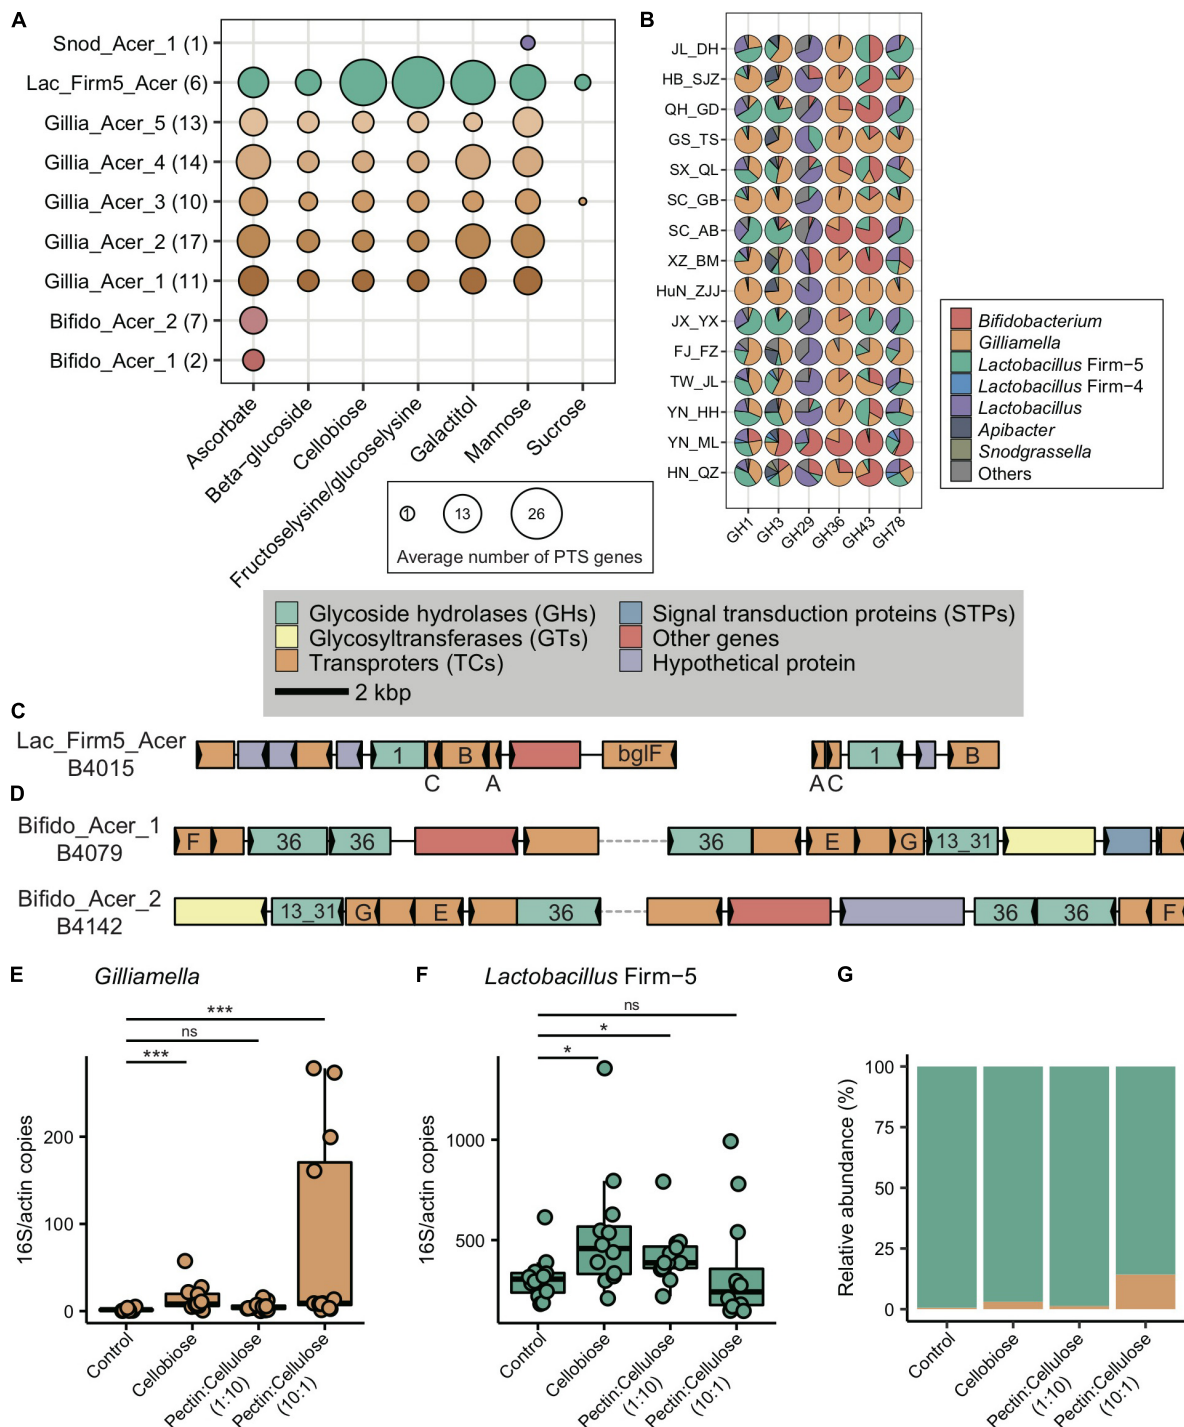 A
Snod_Acer_1 (1)
Lac_Firm5_Acer (6)
Gillia_Acer_5 (13)
Gillia_Acer_4 (14)
Gillia_Acer_3 (10)
Gillia_Acer_2 (17)
Gillia_Acer_1 (11)
Bifido_Acer_2 (7)
Bifido_Acer_1 (2)
Ascorbate
Beta-glucoside
Cellobiose
Fructoselysine/glucoselysine
Galactitol
Mannose
Sucrose
1 13 26
Average number of PTS genes
B
JL_DH
HB_SJZ
QH_GD
GS_TS
SX_QL
SC_GB
SC_AB
XZ_BM
HuN_ZJJ
JX_YX
FJ_FZ
TW_JL
YN_HH
YN_ML
HN_QZ
GH1 GH3 GH29 GH36 GH43 GH78
Bifidobacterium
Gilliamella
Lactobacillus Firm−5
Lactobacillus Firm−4
Lactobacillus
Apibacter
Snodgrassella
Others
Glycoside hydrolases (GHs)
Glycosyltransferases (GTs)
Transproters (TCs)
Signal transduction proteins (STPs)
Other genes
Hypothetical protein
2 kbp
C
Lac_Firm5_Acer
B4015
1 B bglF 1 B
C A A C
D
Bifido_Acer_1
B4079
F 36 36 36 E G 13_31
Bifido_Acer_2
B4142
13_31 G E 36 36 36 F
E
Gilliamella
***
ns
***
16S/actin copies
200
100
0
Control
Cellobiose
Pectin:Cellulose
(1:10)
Pectin:Cellulose
(10:1)
F
Lactobacillus Firm−5
ns
*
*
16S/actin copies
1000
500
Control
Cellobiose
Pectin:Cellulose
(1:10)
Pectin:Cellulose
(10:1)
G
Relative abundance (%)
100
75
50
25
0
Control
Cellobiose
Pectin:Cellulose
(1:10)
Pectin:Cellulose
(10:1)